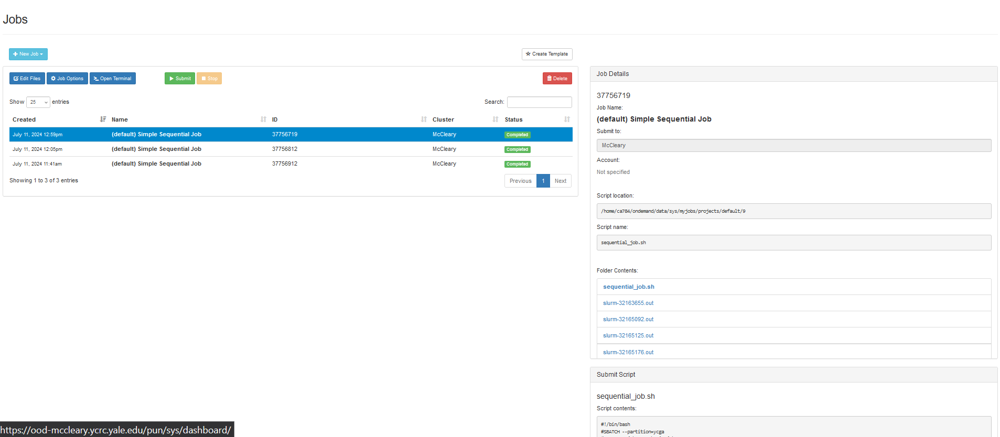 Jobs
New Job
Create Template
Edit Files Job Options Open Terminal Submit Stop Delete
Show 25 entries Search:
Created Name ID Cluster Status
July 11, 2024 12:59pm (default) Simple Sequential Job 37756719 McCleary Completed
July 11, 2024 12:05pm (default) Simple Sequential Job 37756812 McCleary Completed
July 11, 2024 11:41am (default) Simple Sequential Job 37756912 McCleary Completed
Showing 1 to 3 of 3 entries Previous 1 Next
Job Details
37756719
Job Name:
(default) Simple Sequential Job
Submit to:
McCleary
Account:
Not specified
Script location:
/home/ca784/ondemand/data/sys/myjobs/projects/default/9
Script name:
sequential_job.sh
Folder Contents:
sequential_job.sh
slurm-32163655.out
slurm-32165092.out
slurm-32165125.out
slurm-32165176.out
Submit Script
sequential_job.sh
Script contents:
#!/bin/bash
#SBATCH --partition=ycga
https://ood-mccleary.ycrc.yale.edu/pun/sys/dashboard/